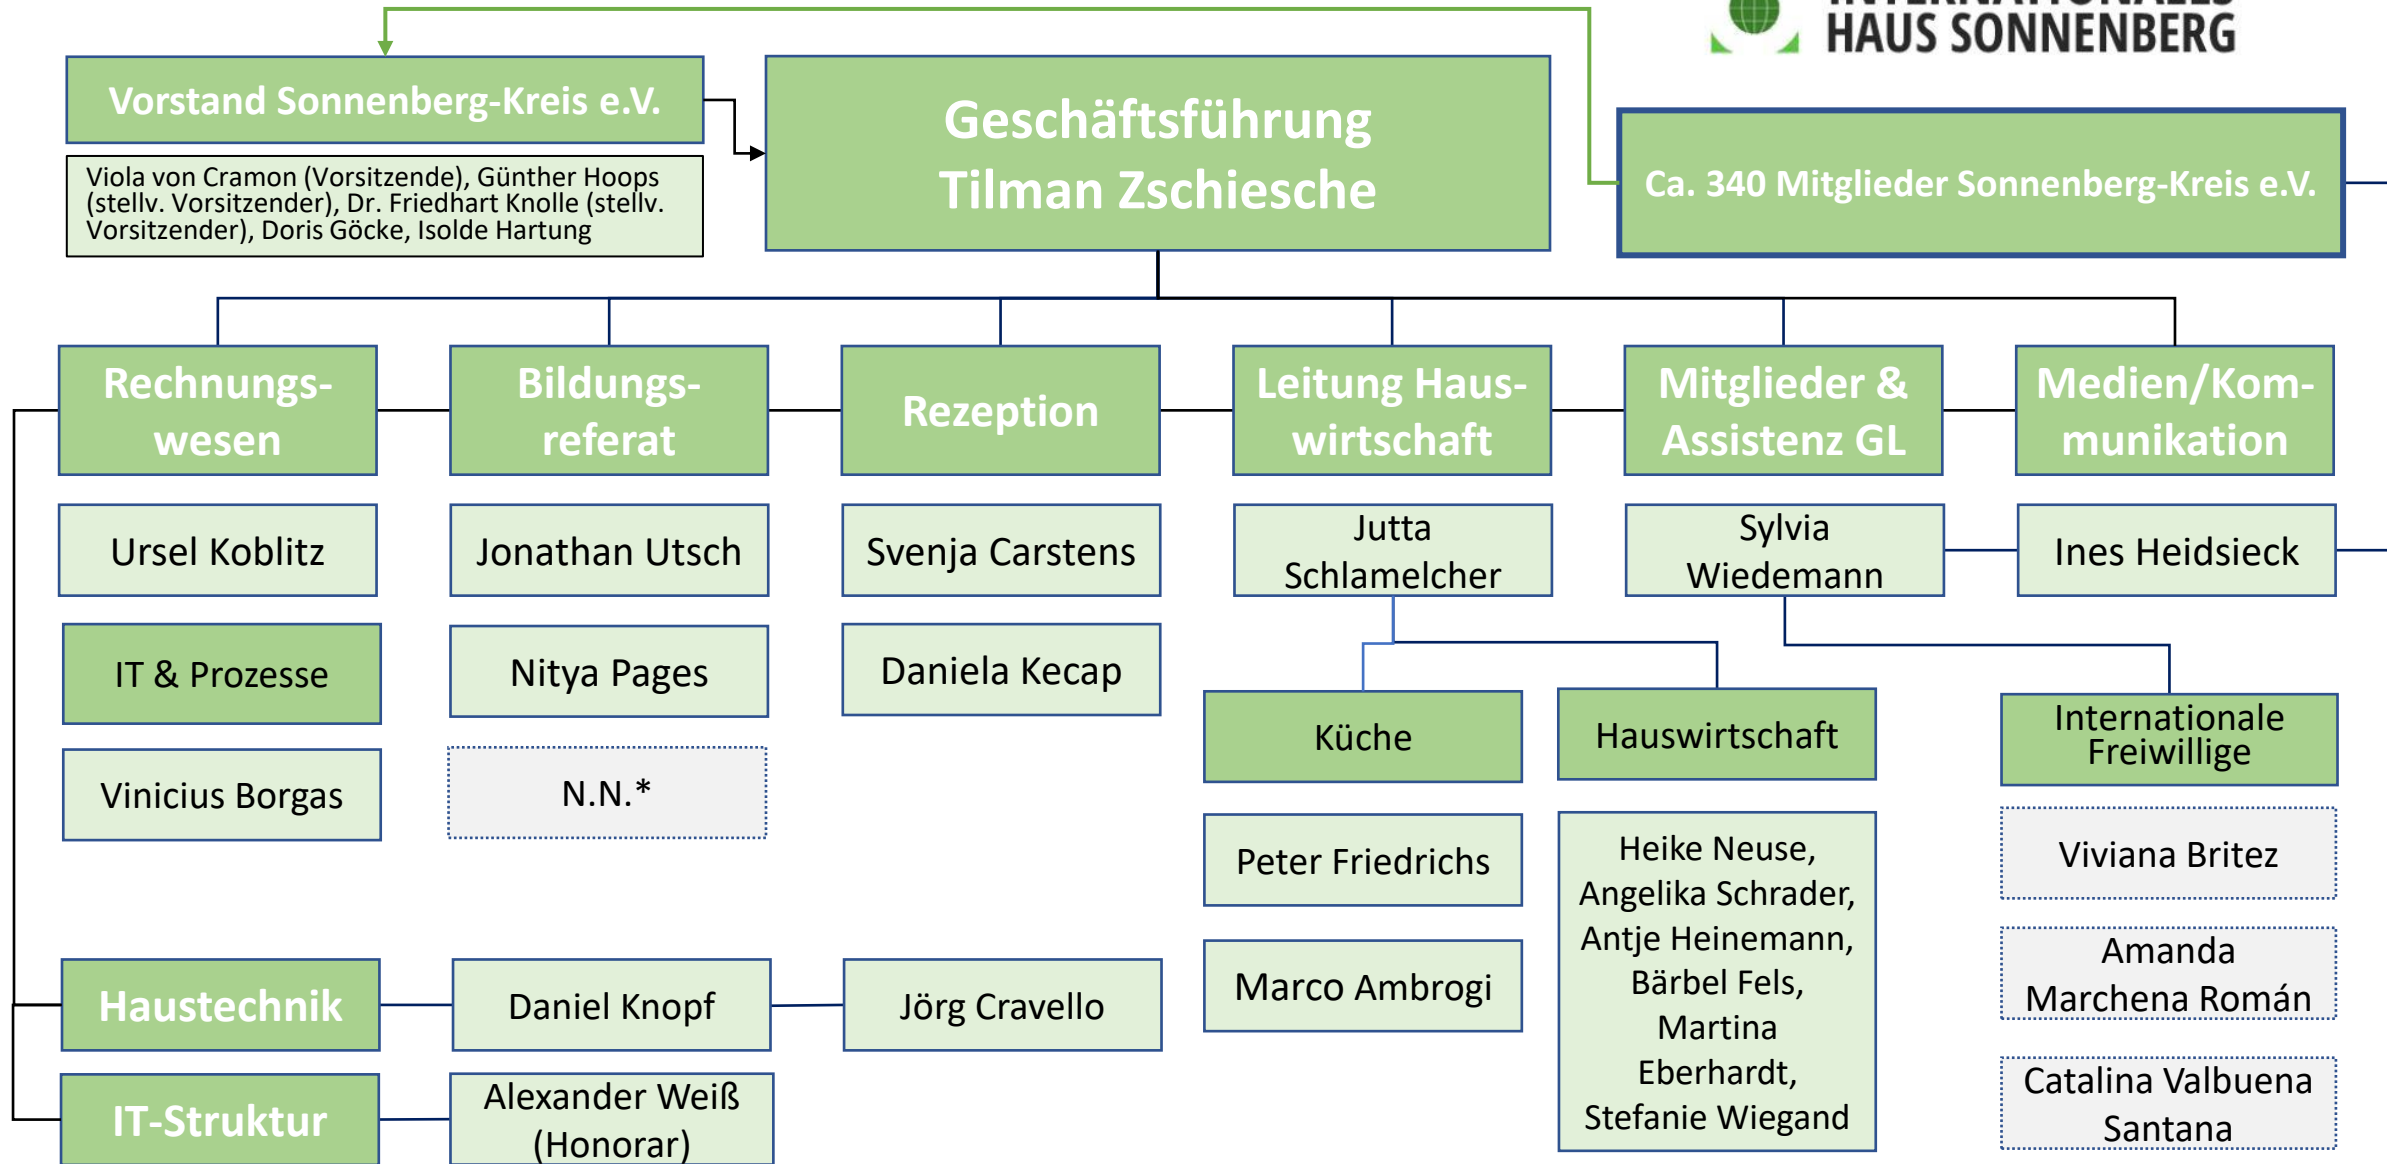 INTERNATIONALES
HAUS SONNENBERG
Vorstand Sonnenberg-Kreis e.V.
Viola von Cramon (Vorsitzende), Günther Hoops
(stellv. Vorsitzender), Dr. Friedhart Knolle (stellv.
Vorsitzender), Doris Göcke, Isolde Hartung
Geschäftsführung
Tilman Zschiesche
Ca. 340 Mitglieder Sonnenberg-Kreis e.V.
Rechnungs-
wesen
Bildungs-
referat
Rezeption
Leitung Haus-
wirtschaft
Mitglieder &
Assistenz GL
Medien/Kom-
munikation
Ursel Koblitz
Jonathan Utsch
Svenja Carstens
Jutta
Schlamelcher
Sylvia
Wiedemann
Ines Heidsieck
IT & Prozesse
Nitya Pages
Daniela Kecap
Küche
Hauswirtschaft
Internationale
Freiwillige
Vinicius Borgas
N.N.*
Peter Friedrichs
Marco Ambrogi
Heike Neuse,
Angelika Schrader,
Antje Heinemann,
Bärbel Fels,
Martina
Eberhardt,
Stefanie Wiegand
Viviana Britez
Amanda
Marchena Román
Catalina Valbuena
Santana
Haustechnik
Daniel Knopf
Jörg Cravello
IT-Struktur
Alexander Weiß
(Honorar)